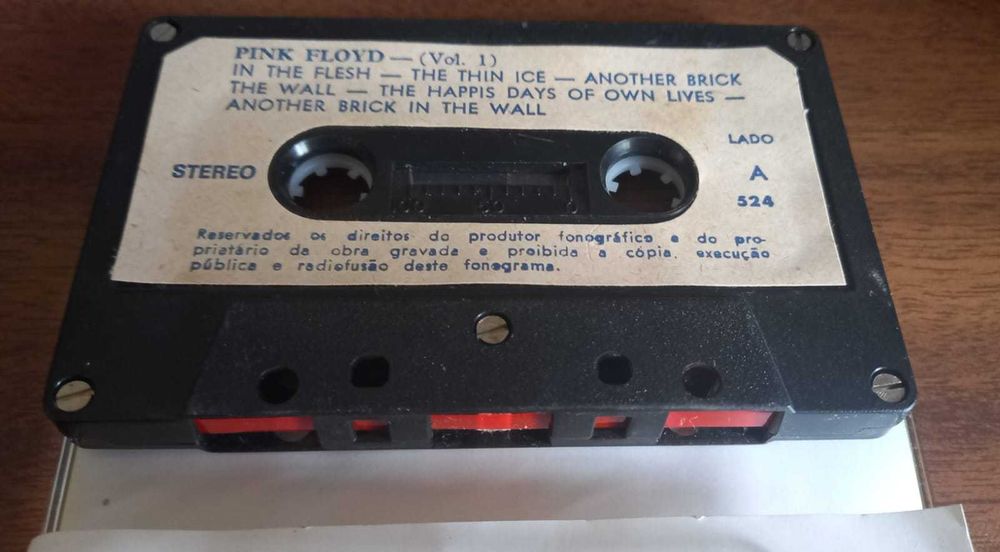 PINK FLOYD — (Vol. 1)
IN THE FLESH — THE THIN ICE — ANOTHER BRICK
THE WALL — THE HAPPIS DAYS OF OWN LIVES —
ANOTHER BRICK IN THE WALL
LADO
STEREO A
524
Reservados os direitos do produtor fonográfico e do pro-
prietário da obra gravada e proibida a cópia, execução
pública e radiofusão deste fonograma.